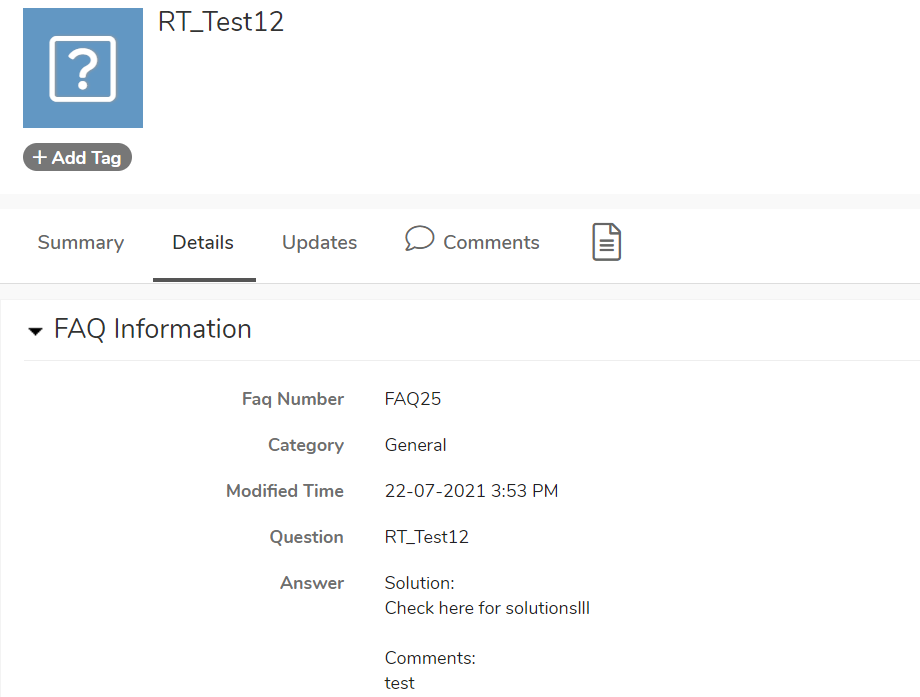 RT_Test12
+ Add Tag
Summary
Details
Updates
Comments
FAQ Information
Faq Number FAQ25
Category General
Modified Time 22-07-2021 3:53 PM
Question RT_Test12
Answer Solution:
Check here for solutionslll
Comments:
test